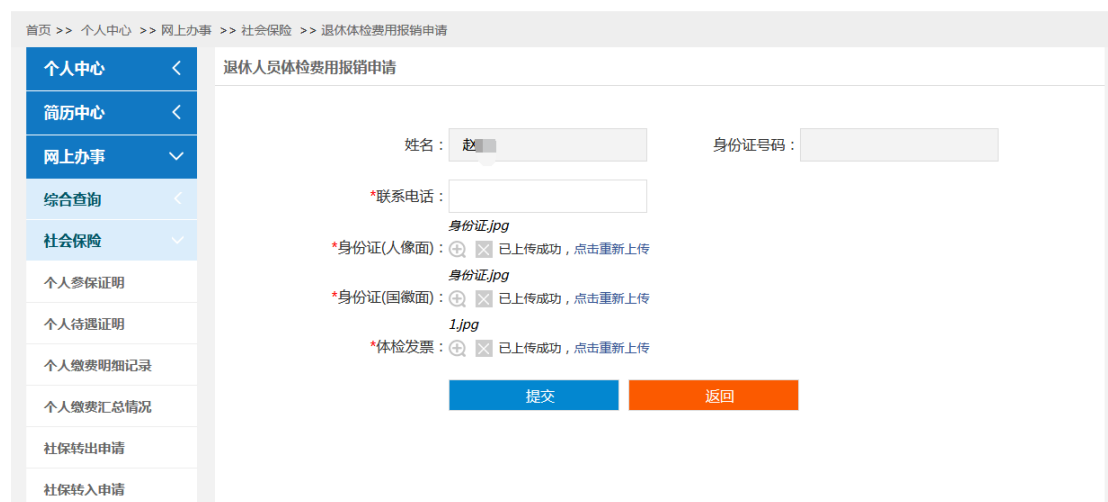 首页 >> 个人中心 >> 网上办事 >> 社会保险 >> 退休体检费用报销申请
个人中心
简历中心
网上办事
综合查询
社会保险
个人参保证明
个人待遇证明
个人缴费明细记录
个人缴费汇总情况
社保转出申请
社保转入申请
退休人员体检费用报销申请
姓名： 赵 身份证号码：
*联系电话：
身份证.jpg
*身份证(人像面)： 已上传成功，点击重新上传
身份证.jpg
*身份证(国徽面)： 已上传成功，点击重新上传
1.jpg
*体检发票： 已上传成功，点击重新上传
提交 返回